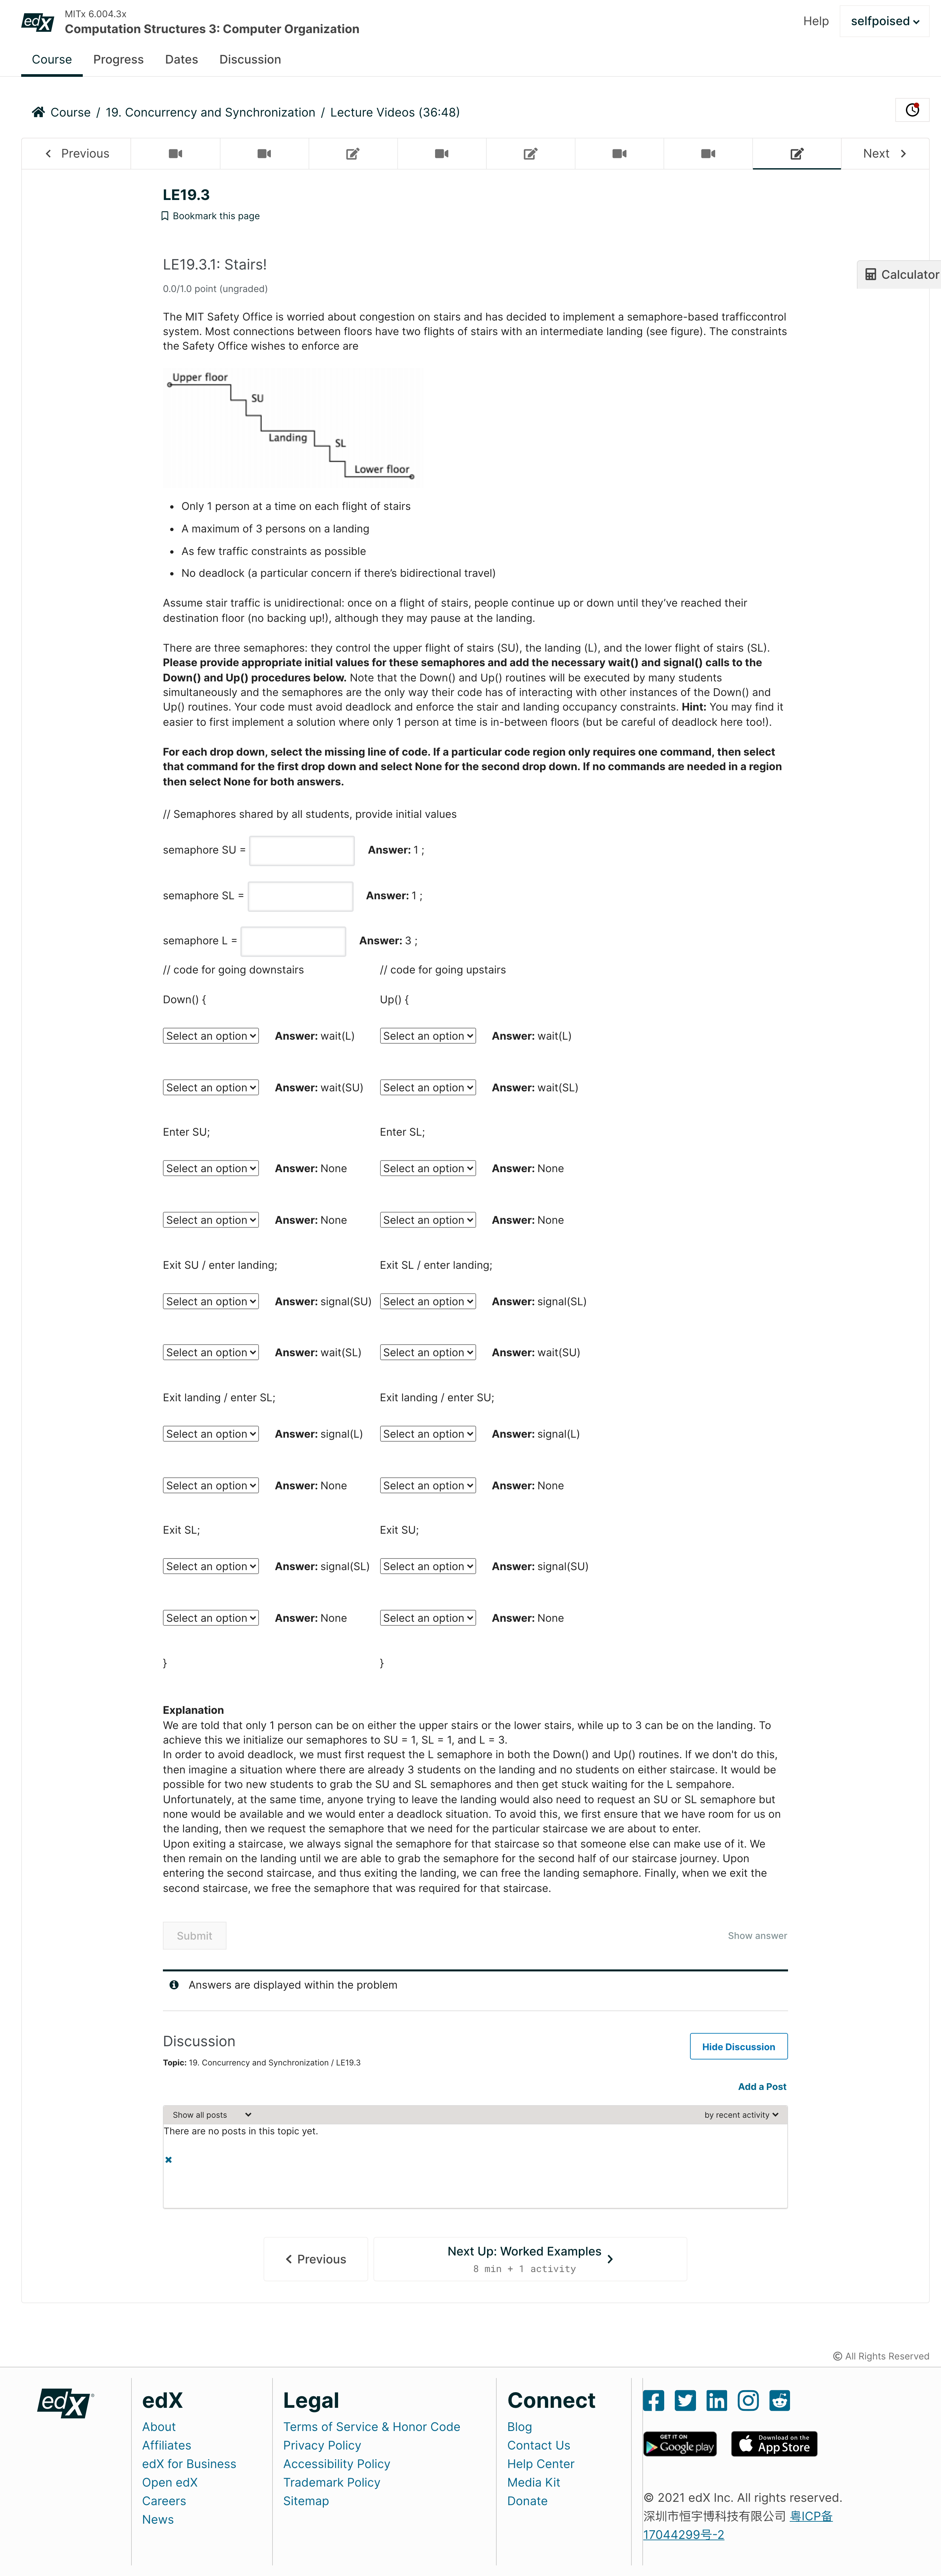 edX
MITx 6.004.3x
Computation Structures 3: Computer Organization
Help
selfpoised
Course Progress Dates Discussion
Course / 19. Concurrency and Synchronization / Lecture Videos (36:48)
Previous
Next
LE19.3
Bookmark this page
LE19.3.1: Stairs!
Calculator
0.0/1.0 point (ungraded)
The MIT Safety Office is worried about congestion on stairs and has decided to implement a semaphore-based trafficcontrol
system. Most connections between floors have two flights of stairs with an intermediate landing (see figure). The constraints
the Safety Office wishes to enforce are
Upper floor
SU
Landing
SL
Lower floor
• Only 1 person at a time on each flight of stairs
• A maximum of 3 persons on a landing
• As few traffic constraints as possible
• No deadlock (a particular concern if there's bidirectional travel)
Assume stair traffic is unidirectional: once on a flight of stairs, people continue up or down until they've reached their
destination floor (no backing up!), although they may pause at the landing.
There are three semaphores: they control the upper flight of stairs (SU), the landing (L), and the lower flight of stairs (SL).
Please provide appropriate initial values for these semaphores and add the necessary wait() and signal() calls to the
Down() and Up() procedures below. Note that the Down() and Up() routines will be executed by many students
simultaneously and the semaphores are the only way their code has of interacting with other instances of the Down() and
Up() routines. Your code must avoid deadlock and enforce the stair and landing occupancy constraints. Hint: You may find it
easier to first implement a solution where only 1 person at time is in-between floors (but be careful of deadlock here too!).
For each drop down, select the missing line of code. If a particular code region only requires one command, then select
that command for the first drop down and select None for the second drop down. If no commands are needed in a region
then select None for both answers.
// Semaphores shared by all students, provide initial values
semaphore SU = Answer: 1 ;
semaphore SL = Answer: 1 ;
semaphore L = Answer: 3 ;
// code for going downstairs // code for going upstairs
Down() { Up() {
Select an option Answer: wait(L) Select an option Answer: wait(L)
Select an option Answer: wait(SU) Select an option Answer: wait(SL)
Enter SU; Enter SL;
Select an option Answer: None Select an option Answer: None
Select an option Answer: None Select an option Answer: None
Exit SU / enter landing; Exit SL / enter landing;
Select an option Answer: signal(SU) Select an option Answer: signal(SL)
Select an option Answer: wait(SL) Select an option Answer: wait(SU)
Exit landing / enter SL; Exit landing / enter SU;
Select an option Answer: signal(L) Select an option Answer: signal(L)
Select an option Answer: None Select an option Answer: None
Exit SL; Exit SU;
Select an option Answer: signal(SL) Select an option Answer: signal(SU)
Select an option Answer: None Select an option Answer: None
} }
Explanation
We are told that only 1 person can be on either the upper stairs or the lower stairs, while up to 3 can be on the landing. To
achieve this we initialize our semaphores to SU = 1, SL = 1, and L = 3.
In order to avoid deadlock, we must first request the L semaphore in both the Down() and Up() routines. If we don't do this,
then imagine a situation where there are already 3 students on the landing and no students on either staircase. It would be
possible for two new students to grab the SU and SL semaphores and then get stuck waiting for the L sempahore.
Unfortunately, at the same time, anyone trying to leave the landing would also need to request an SU or SL semaphore but
none would be available and we would enter a deadlock situation. To avoid this, we first ensure that we have room for us on
the landing, then we request the semaphore that we need for the particular staircase we are about to enter.
Upon exiting a staircase, we always signal the semaphore for that staircase so that someone else can make use of it. We
then remain on the landing until we are able to grab the semaphore for the second half of our staircase journey. Upon
entering the second staircase, and thus exiting the landing, we can free the landing semaphore. Finally, when we exit the
second staircase, we free the semaphore that was required for that staircase.
Submit
Show answer
Answers are displayed within the problem
Discussion
Hide Discussion
Topic: 19. Concurrency and Synchronization / LE19.3
Add a Post
Show all posts by recent activity
There are no posts in this topic yet.
Previous
Next Up: Worked Examples
8 min + 1 activity
© All Rights Reserved
edX
edX
About
Affiliates
edX for Business
Open edX
Careers
News
Legal
Terms of Service & Honor Code
Privacy Policy
Accessibility Policy
Trademark Policy
Sitemap
Connect
Blog
Contact Us
Help Center
Media Kit
Donate
GET IT ON
Google play
Download on the
App Store
© 2021 edX Inc. All rights reserved.
深圳市恒宇博科技有限公司 粤ICP备
17044299号-2